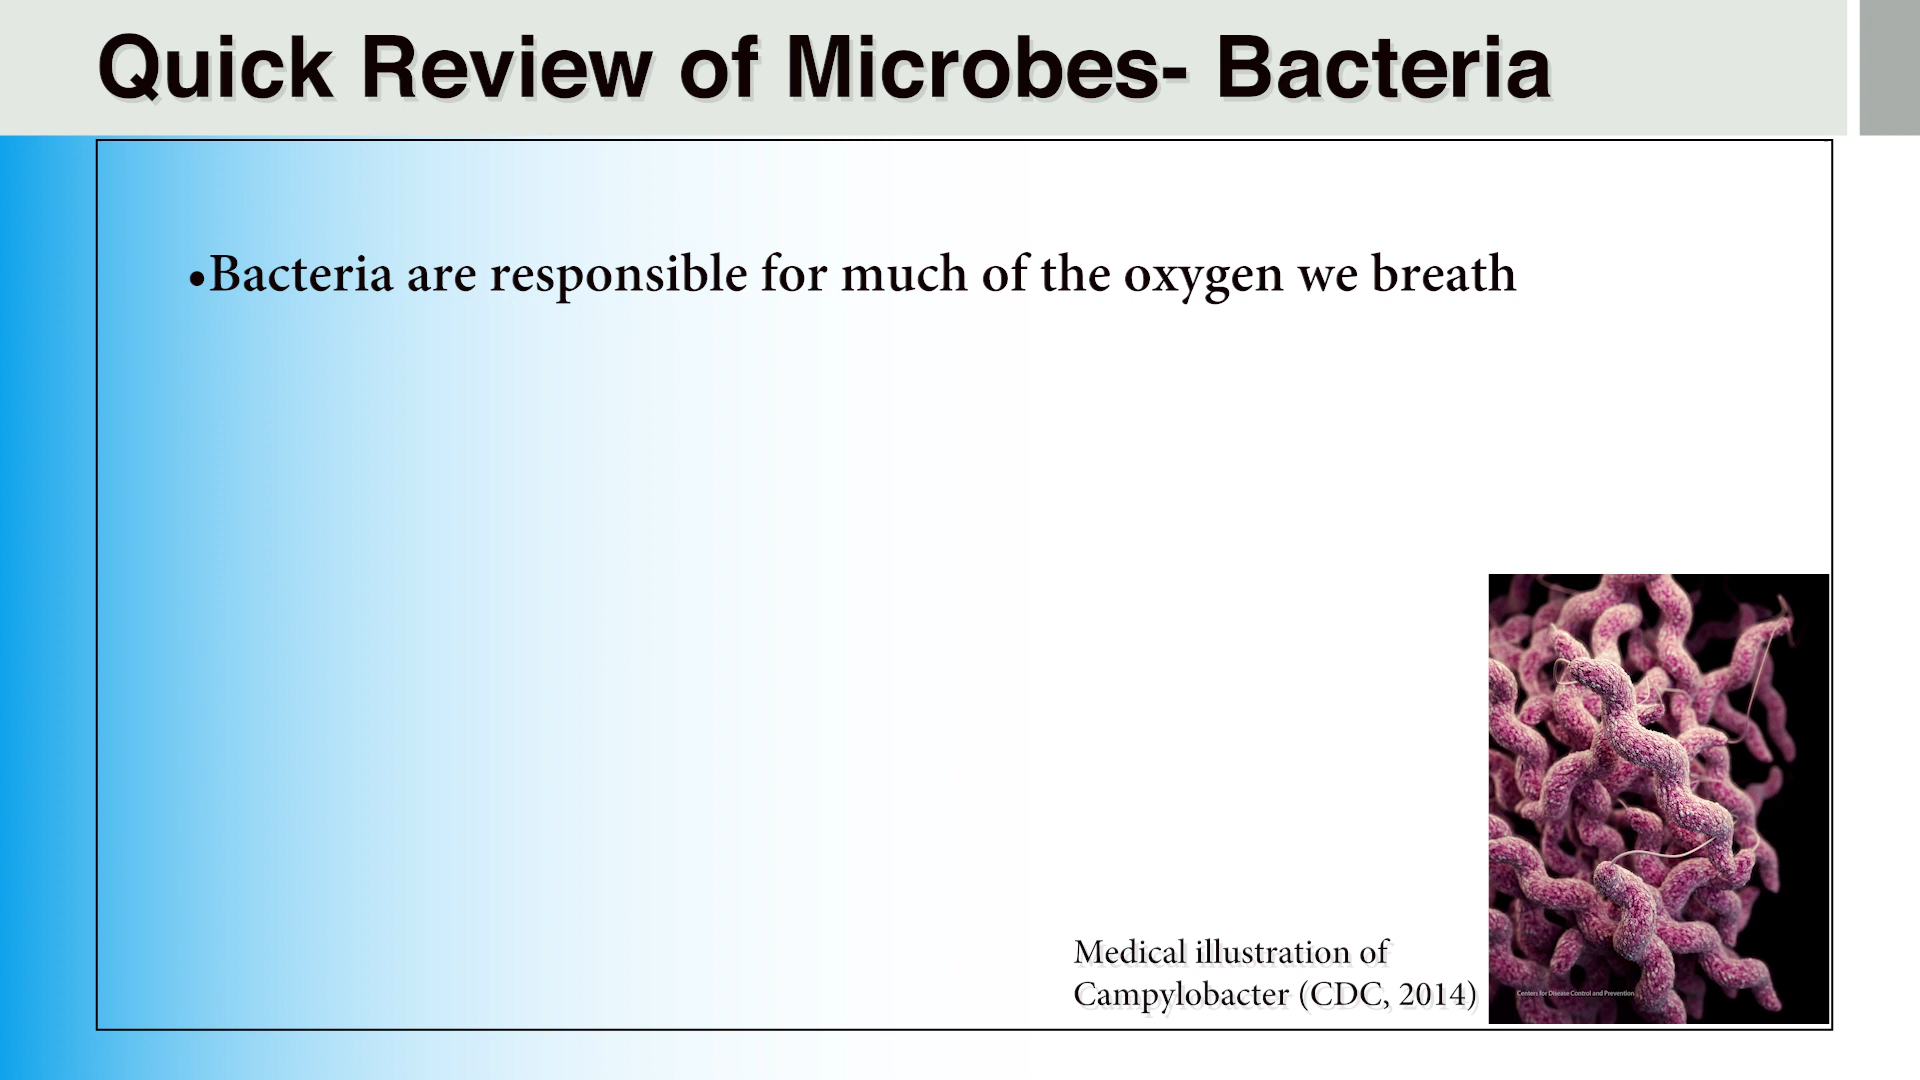 Quick Review of Microbes- Bacteria
•Bacteria are responsible for much of the oxygen we breath
Medical illustration of
Campylobacter (CDC, 2014)
Centers for Disease Control and Prevention